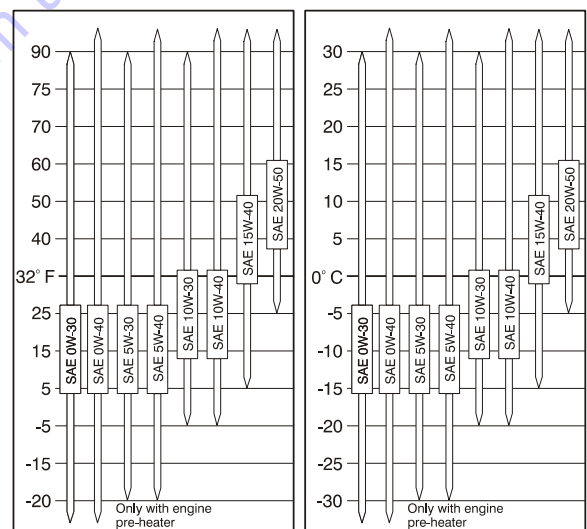 90
75
70
60
50
40
32° F
25
15
5
-5
-15
-20
SAE 0W-30
SAE 0W-40
SAE 5W-30
SAE 5W-40
SAE 10W-30
SAE 10W-40
SAE 15W-40
SAE 20W-50
Only with engine
pre-heater
30
25
20
15
10
5
0° C
-5
-10
-15
-20
-25
-30
SAE 0W-30
SAE 0W-40
SAE 5W-30
SAE 5W-40
SAE 10W-30
SAE 10W-40
SAE 15W-40
SAE 20W-50
Only with engine
pre-heater